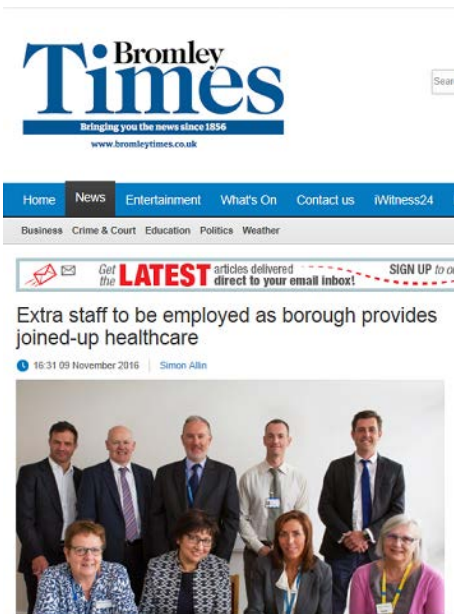 Bromley
Times
Bringing you the news since 1856
www.bromleytimes.co.uk
Sear
Home News Entertainment What's On Contact us iWitness24
Business Crime & Court Education Politics Weather
Get the LATEST articles delivered direct to your email inbox! SIGN UP to
Extra staff to be employed as borough provides
joined-up healthcare
16:31 09 November 2016 Simon Allin